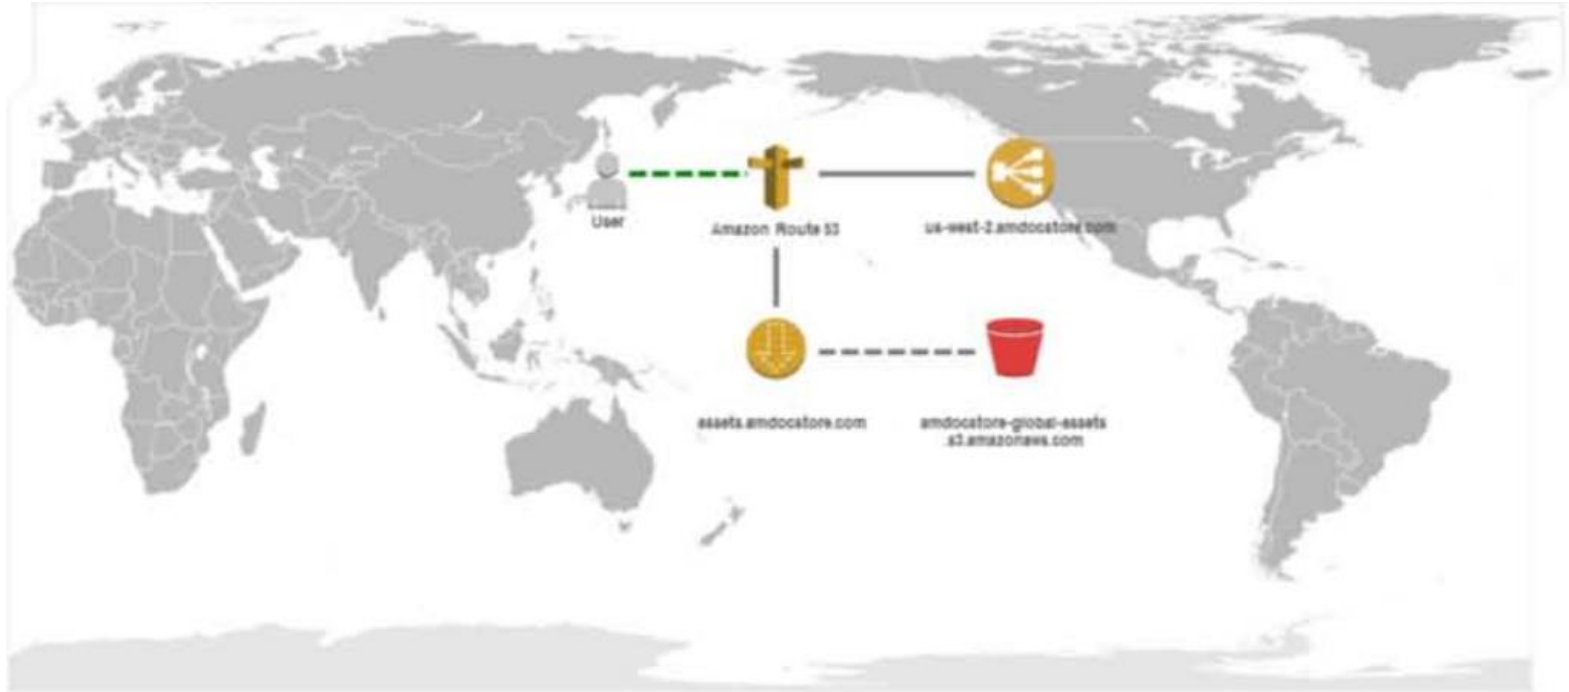 User
Amazon Route 53
us-west-2.amdocstore.com
assets.amdocstore.com
amdocstore-global-assets
.s3.amazonaws.com